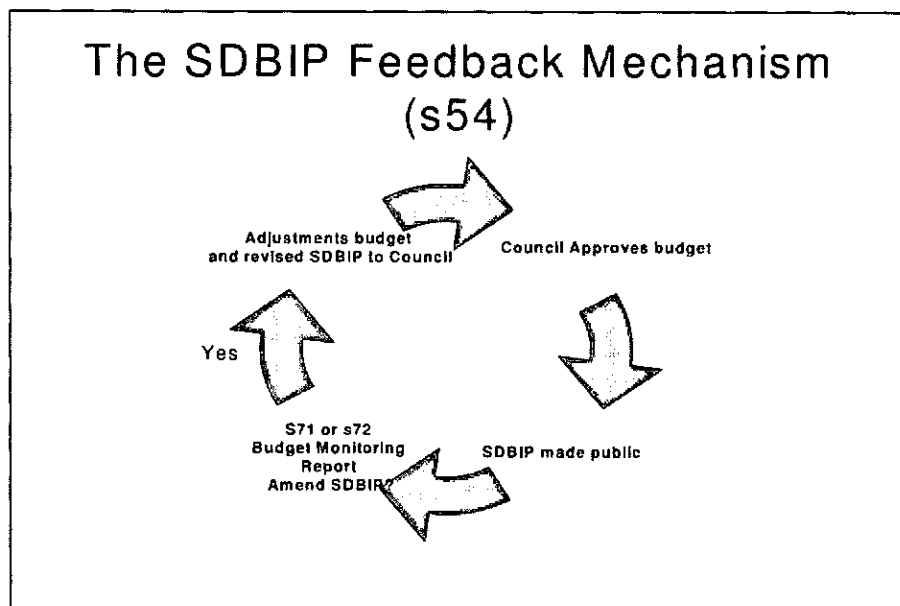 The SDBIP Feedback Mechanism
(s54)
Adjustments budget
and revised SDBIP to Council
Council Approves budget
Yes
S71 or s72
Budget Monitoring
Report
Amend SDBIP?
SDBIP made public